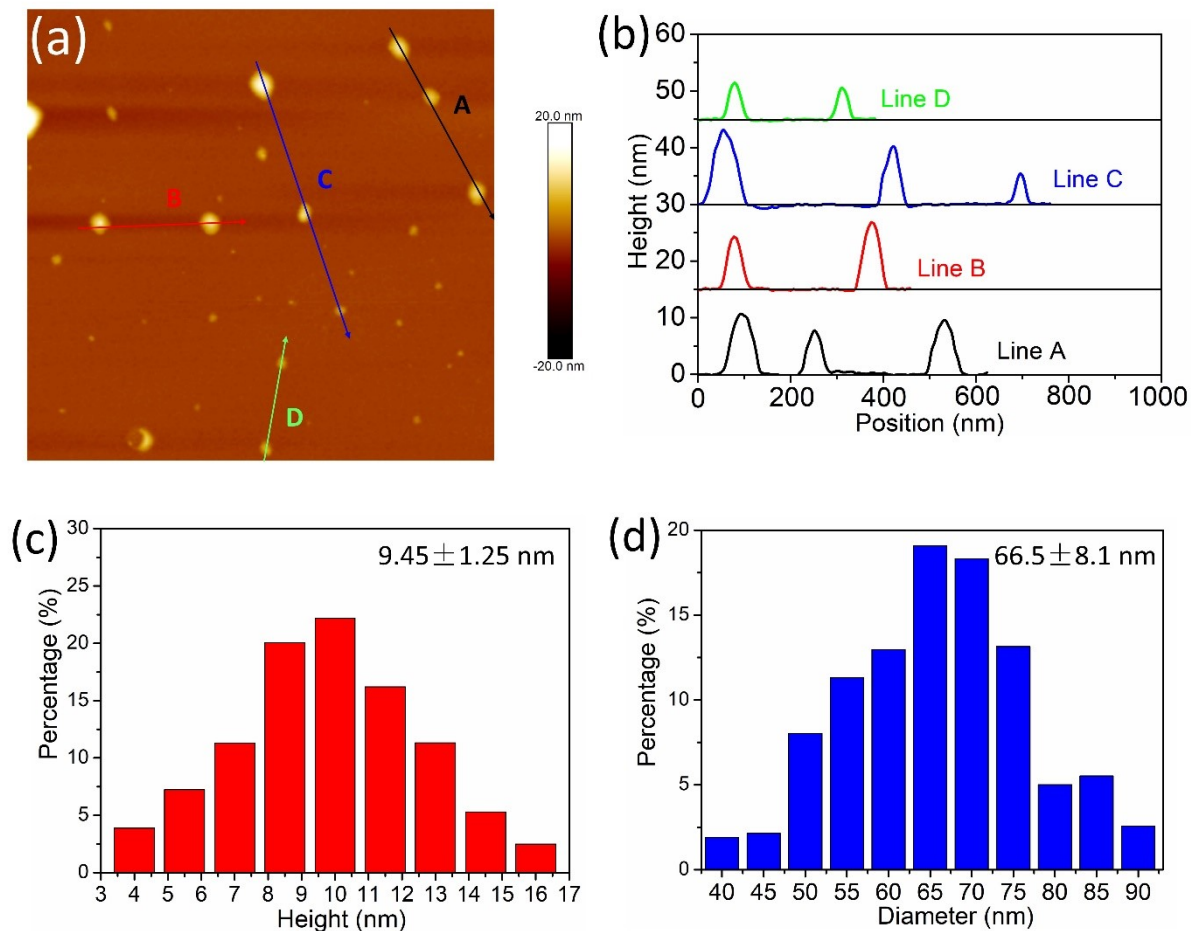 (a)
A
B
C
D
20.0 nm
-20.0 nm
(b)
Height (nm)
60
50
40
30
20
10
0
Line D
Line C
Line B
Line A
0 200 400 600 800 1000
Position (nm)
(c)
Percentage (%)
30
25
20
15
10
5
0
9.45±1.25 nm
3 4 5 6 7 8 9 10 11 12 13 14 15 16 17
Height (nm)
(d)
Percentage (%)
20
15
10
5
0
66.5±8.1 nm
40 45 50 55 60 65 70 75 80 85 90
Diameter (nm)